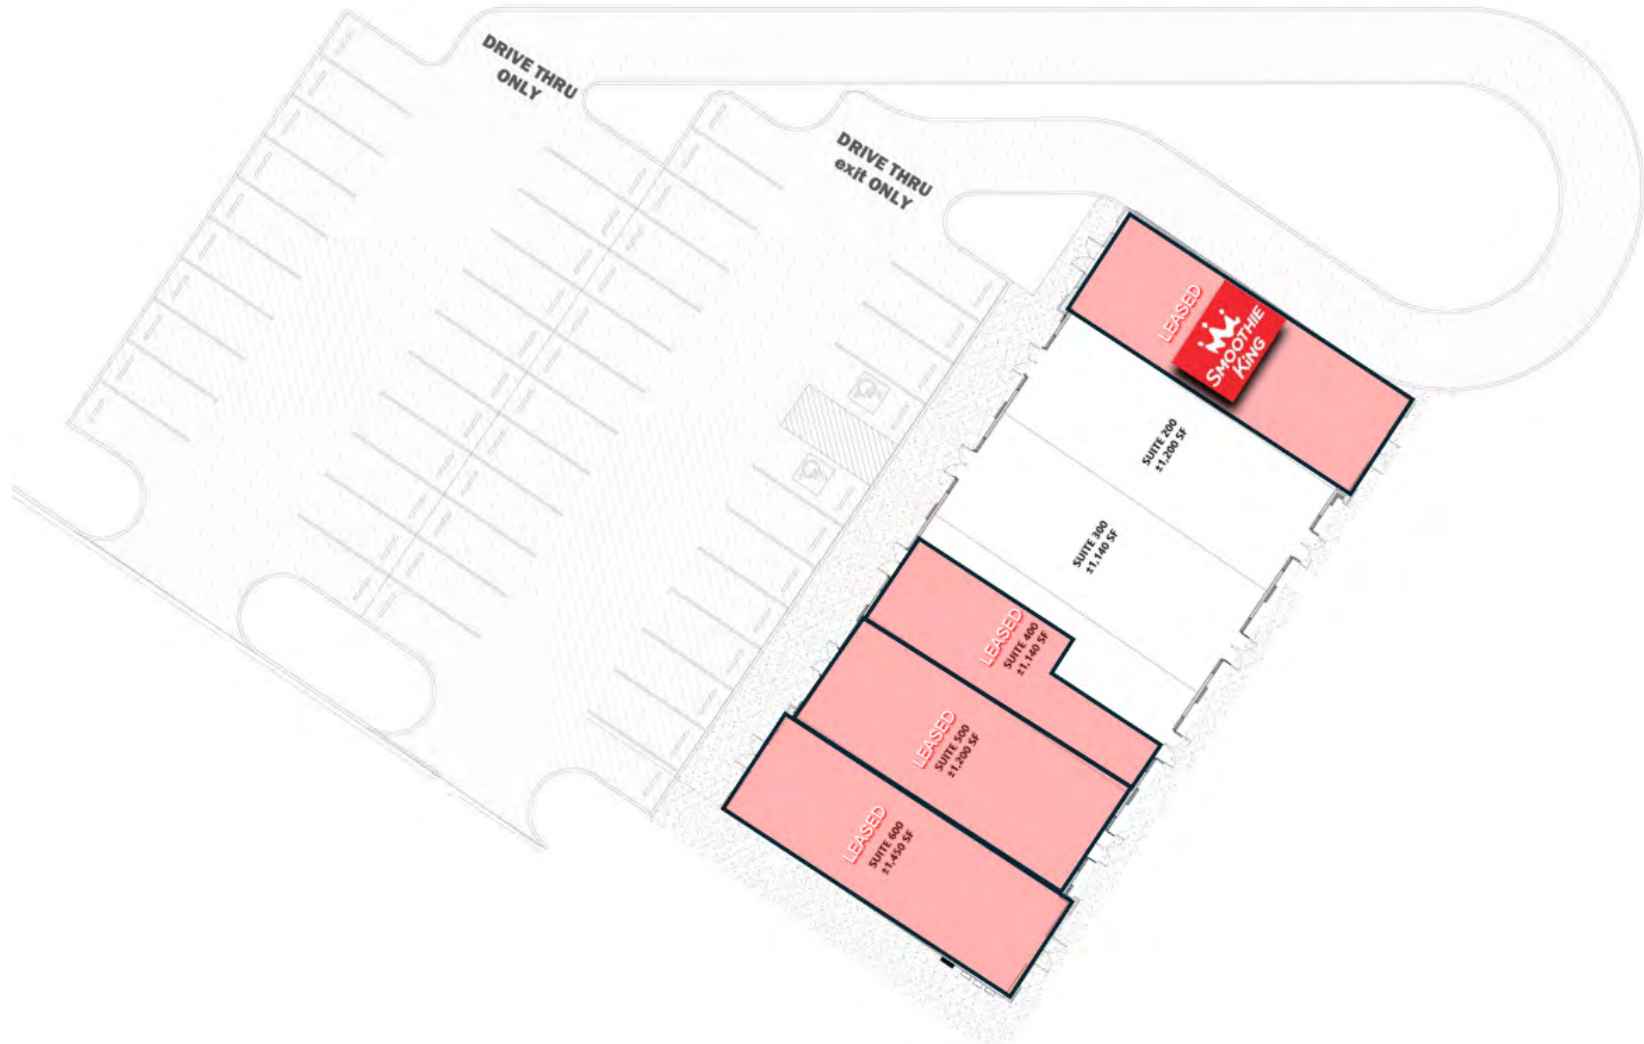 DRIVE THRU
ONLY
DRIVE THRU
exit ONLY
LEASED
SMOOTHIE
KING
SUITE 200
±1,200 SF
SUITE 300
±1,140 SF
LEASED
SUITE 400
±1,140 SF
LEASED
SUITE 500
±1,200 SF
LEASED
SUITE 600
±1,450 SF